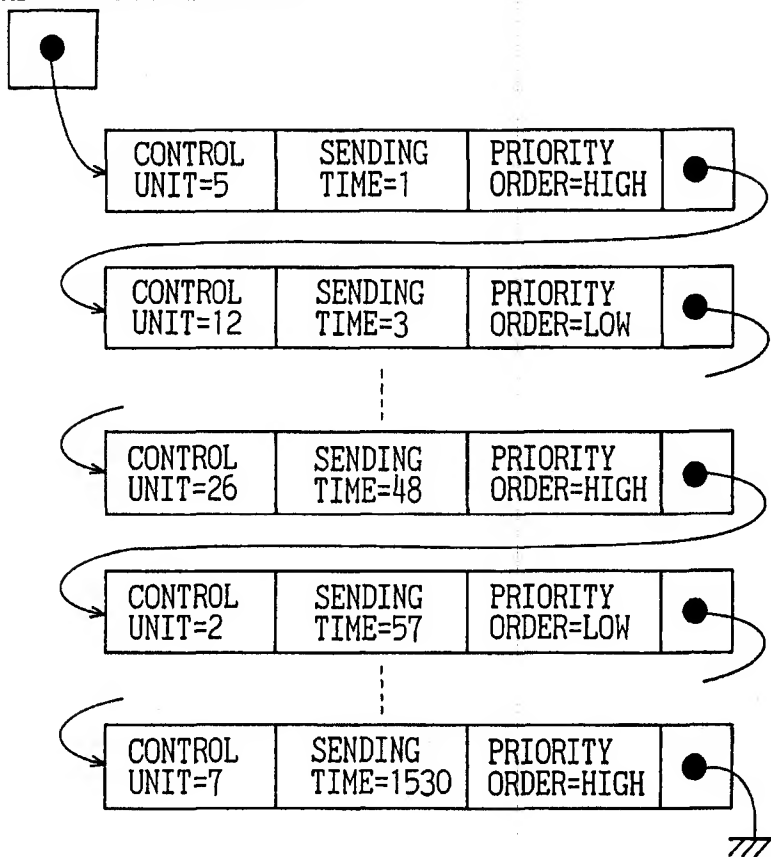 CONTROL
UNIT=5
SENDING
TIME=1
PRIORITY
ORDER=HIGH
CONTROL
UNIT=12
SENDING
TIME=3
PRIORITY
ORDER=LOW
CONTROL
UNIT=26
SENDING
TIME=48
PRIORITY
ORDER=HIGH
CONTROL
UNIT=2
SENDING
TIME=57
PRIORITY
ORDER=LOW
CONTROL
UNIT=7
SENDING
TIME=1530
PRIORITY
ORDER=HIGH